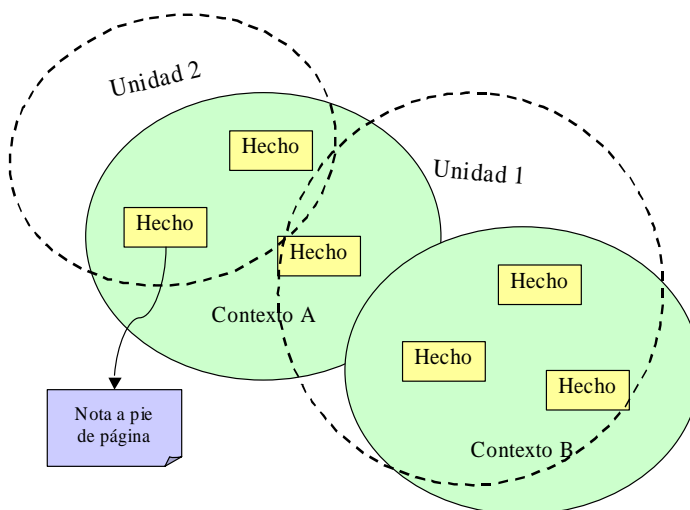 Unidad 2
Hecho
Unidad 1
Hecho
Hecho
Hecho
Contexto A
Hecho
Hecho
Nota a pie
de página
Contexto B